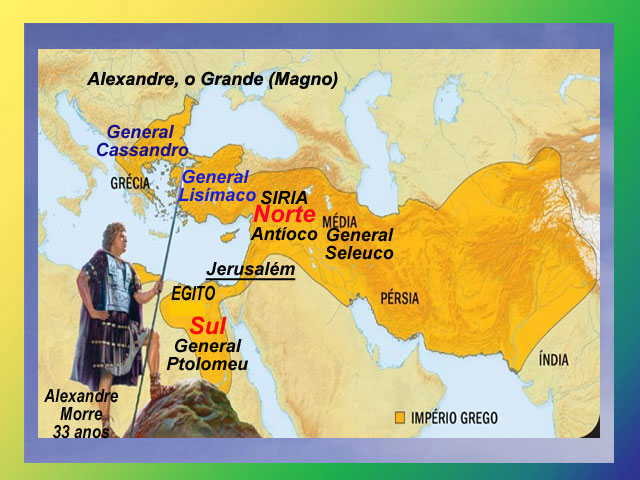 Alexandre, o Grande (Magno)
General
Cassandro
GRÉCIA
General
Lisímaco
SIRIA
Norte
Antíoco
MÉDIA
General
Seleuco
Jerusalém
EGITO
PÉRSIA
Sul
General
Ptolomeu
ÍNDIA
Alexandre
Morre
33 anos
IMPÉRIO GREGO